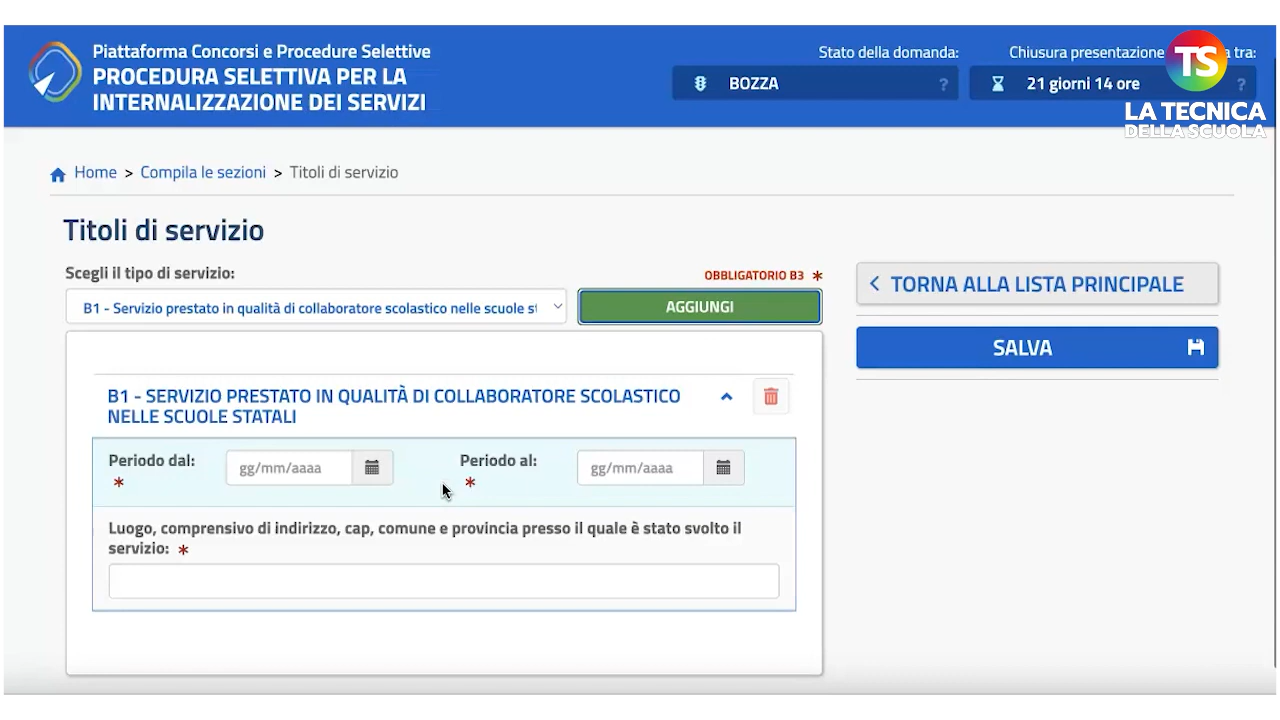 Piattaforma Concorsi e Procedure Selettive
PROCEDURA SELETTIVA PER LA
INTERNALIZZAZIONE DEI SERVIZI
Stato della domanda:
BOZZA
?
Chiusura presentazione
a tra:
21 giorni 14 ore
?
TS
LA TECNICA
DELLA SCUOLA
Home > Compila le sezioni > Titoli di servizio
Titoli di servizio
Scegli il tipo di servizio:
OBBLIGATORIO B3 *
B1 - Servizio prestato in qualità di collaboratore scolastico nelle scuole st
AGGIUNGI
< TORNA ALLA LISTA PRINCIPALE
SALVA
B1 - SERVIZIO PRESTATO IN QUALITÀ DI COLLABORATORE SCOLASTICO
NELLE SCUOLE STATALI
Periodo dal: * gg/mm/aaaa
Periodo al: * gg/mm/aaaa
Luogo, comprensivo di indirizzo, cap, comune e provincia presso il quale è stato svolto il
servizio: *